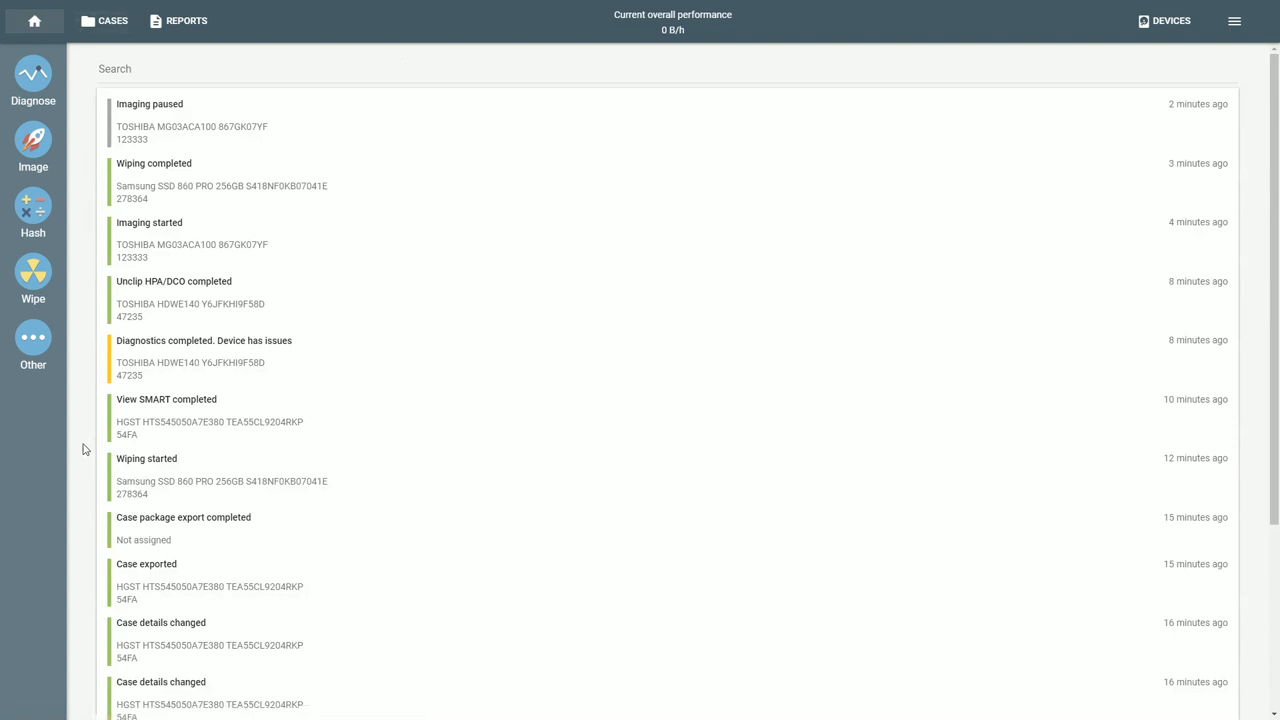 CASES
REPORTS
Current overall performance
0 B/h
DEVICES
Diagnose
Image
Hash
Wipe
Other
Search
Imaging paused 2 minutes ago
TOSHIBA MG03ACA100 867GK07YF
123333
Wiping completed 3 minutes ago
Samsung SSD 860 PRO 256GB S418NF0KB07041E
278364
Imaging started 4 minutes ago
TOSHIBA MG03ACA100 867GK07YF
123333
Unclip HPA/DCO completed 8 minutes ago
TOSHIBA HDWE140 Y6JFKHI9F58D
47235
Diagnostics completed. Device has issues 8 minutes ago
TOSHIBA HDWE140 Y6JFKHI9F58D
47235
View SMART completed 10 minutes ago
HGST HTS545050A7E380 TEA55CL9204RKP
54FA
Wiping started 12 minutes ago
Samsung SSD 860 PRO 256GB S418NF0KB07041E
278364
Case package export completed 15 minutes ago
Not assigned
Case exported 15 minutes ago
HGST HTS545050A7E380 TEA55CL9204RKP
54FA
Case details changed 16 minutes ago
HGST HTS545050A7E380 TEA55CL9204RKP
54FA
Case details changed 16 minutes ago
HGST HTS545050A7E380 TEA55CL9204RKP
54FA